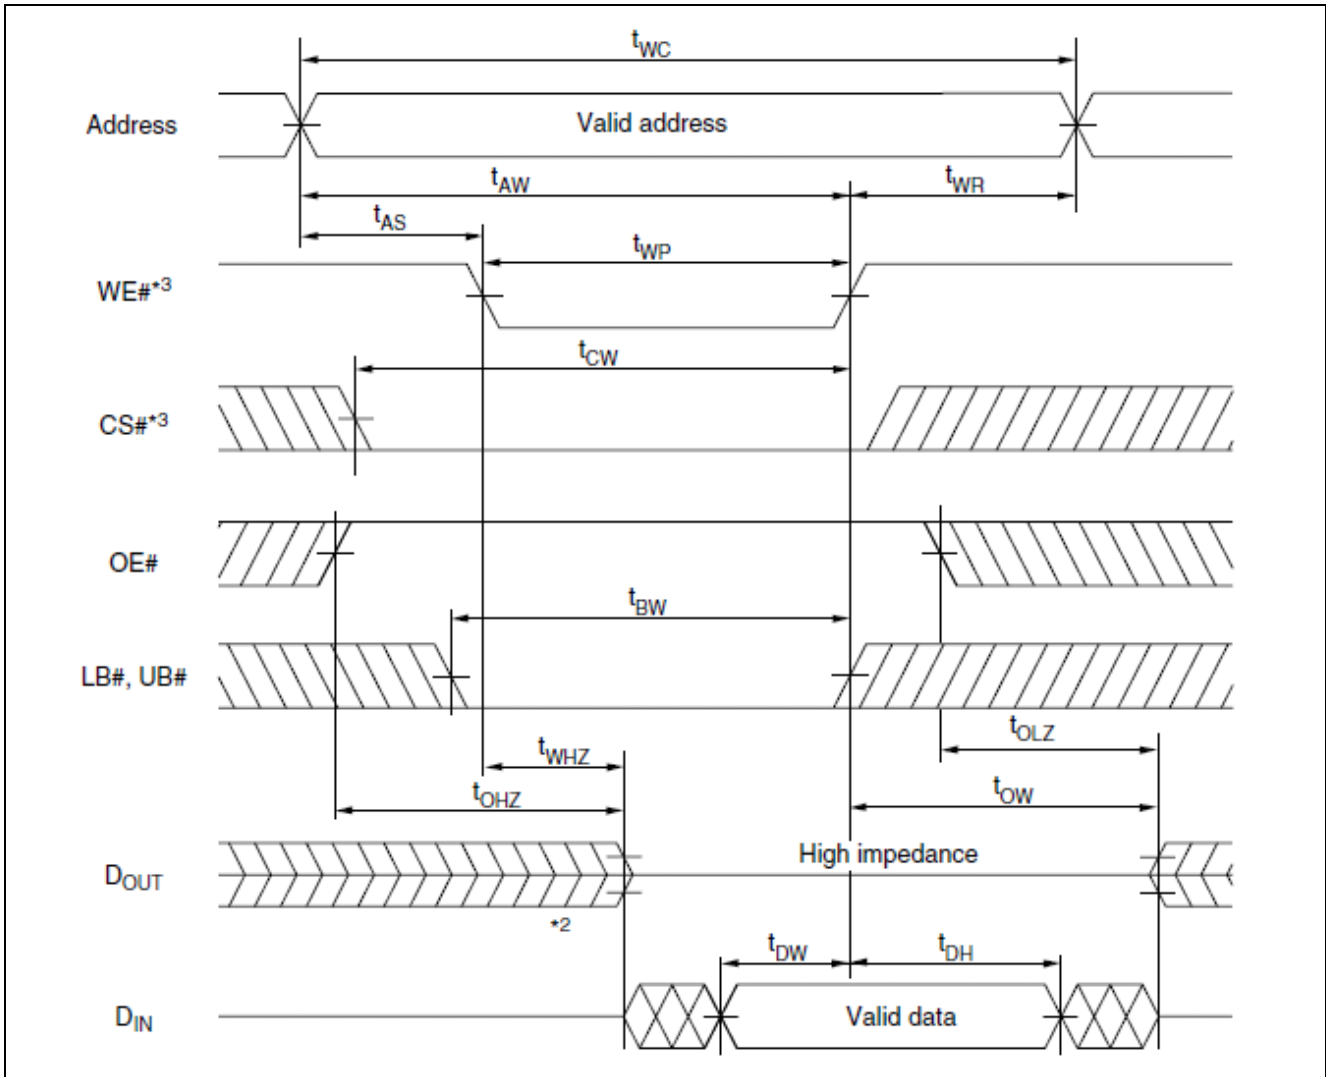 tWC
Address
Valid address
tAW
tWR
tAS
tWP
WE#*3
tCW
CS#*3
OE#
tBW
LB#, UB#
tOLZ
tWHZ
tOW
tOHZ
High impedance
DOUT
*2
tDW
tDH
DIN
Valid data